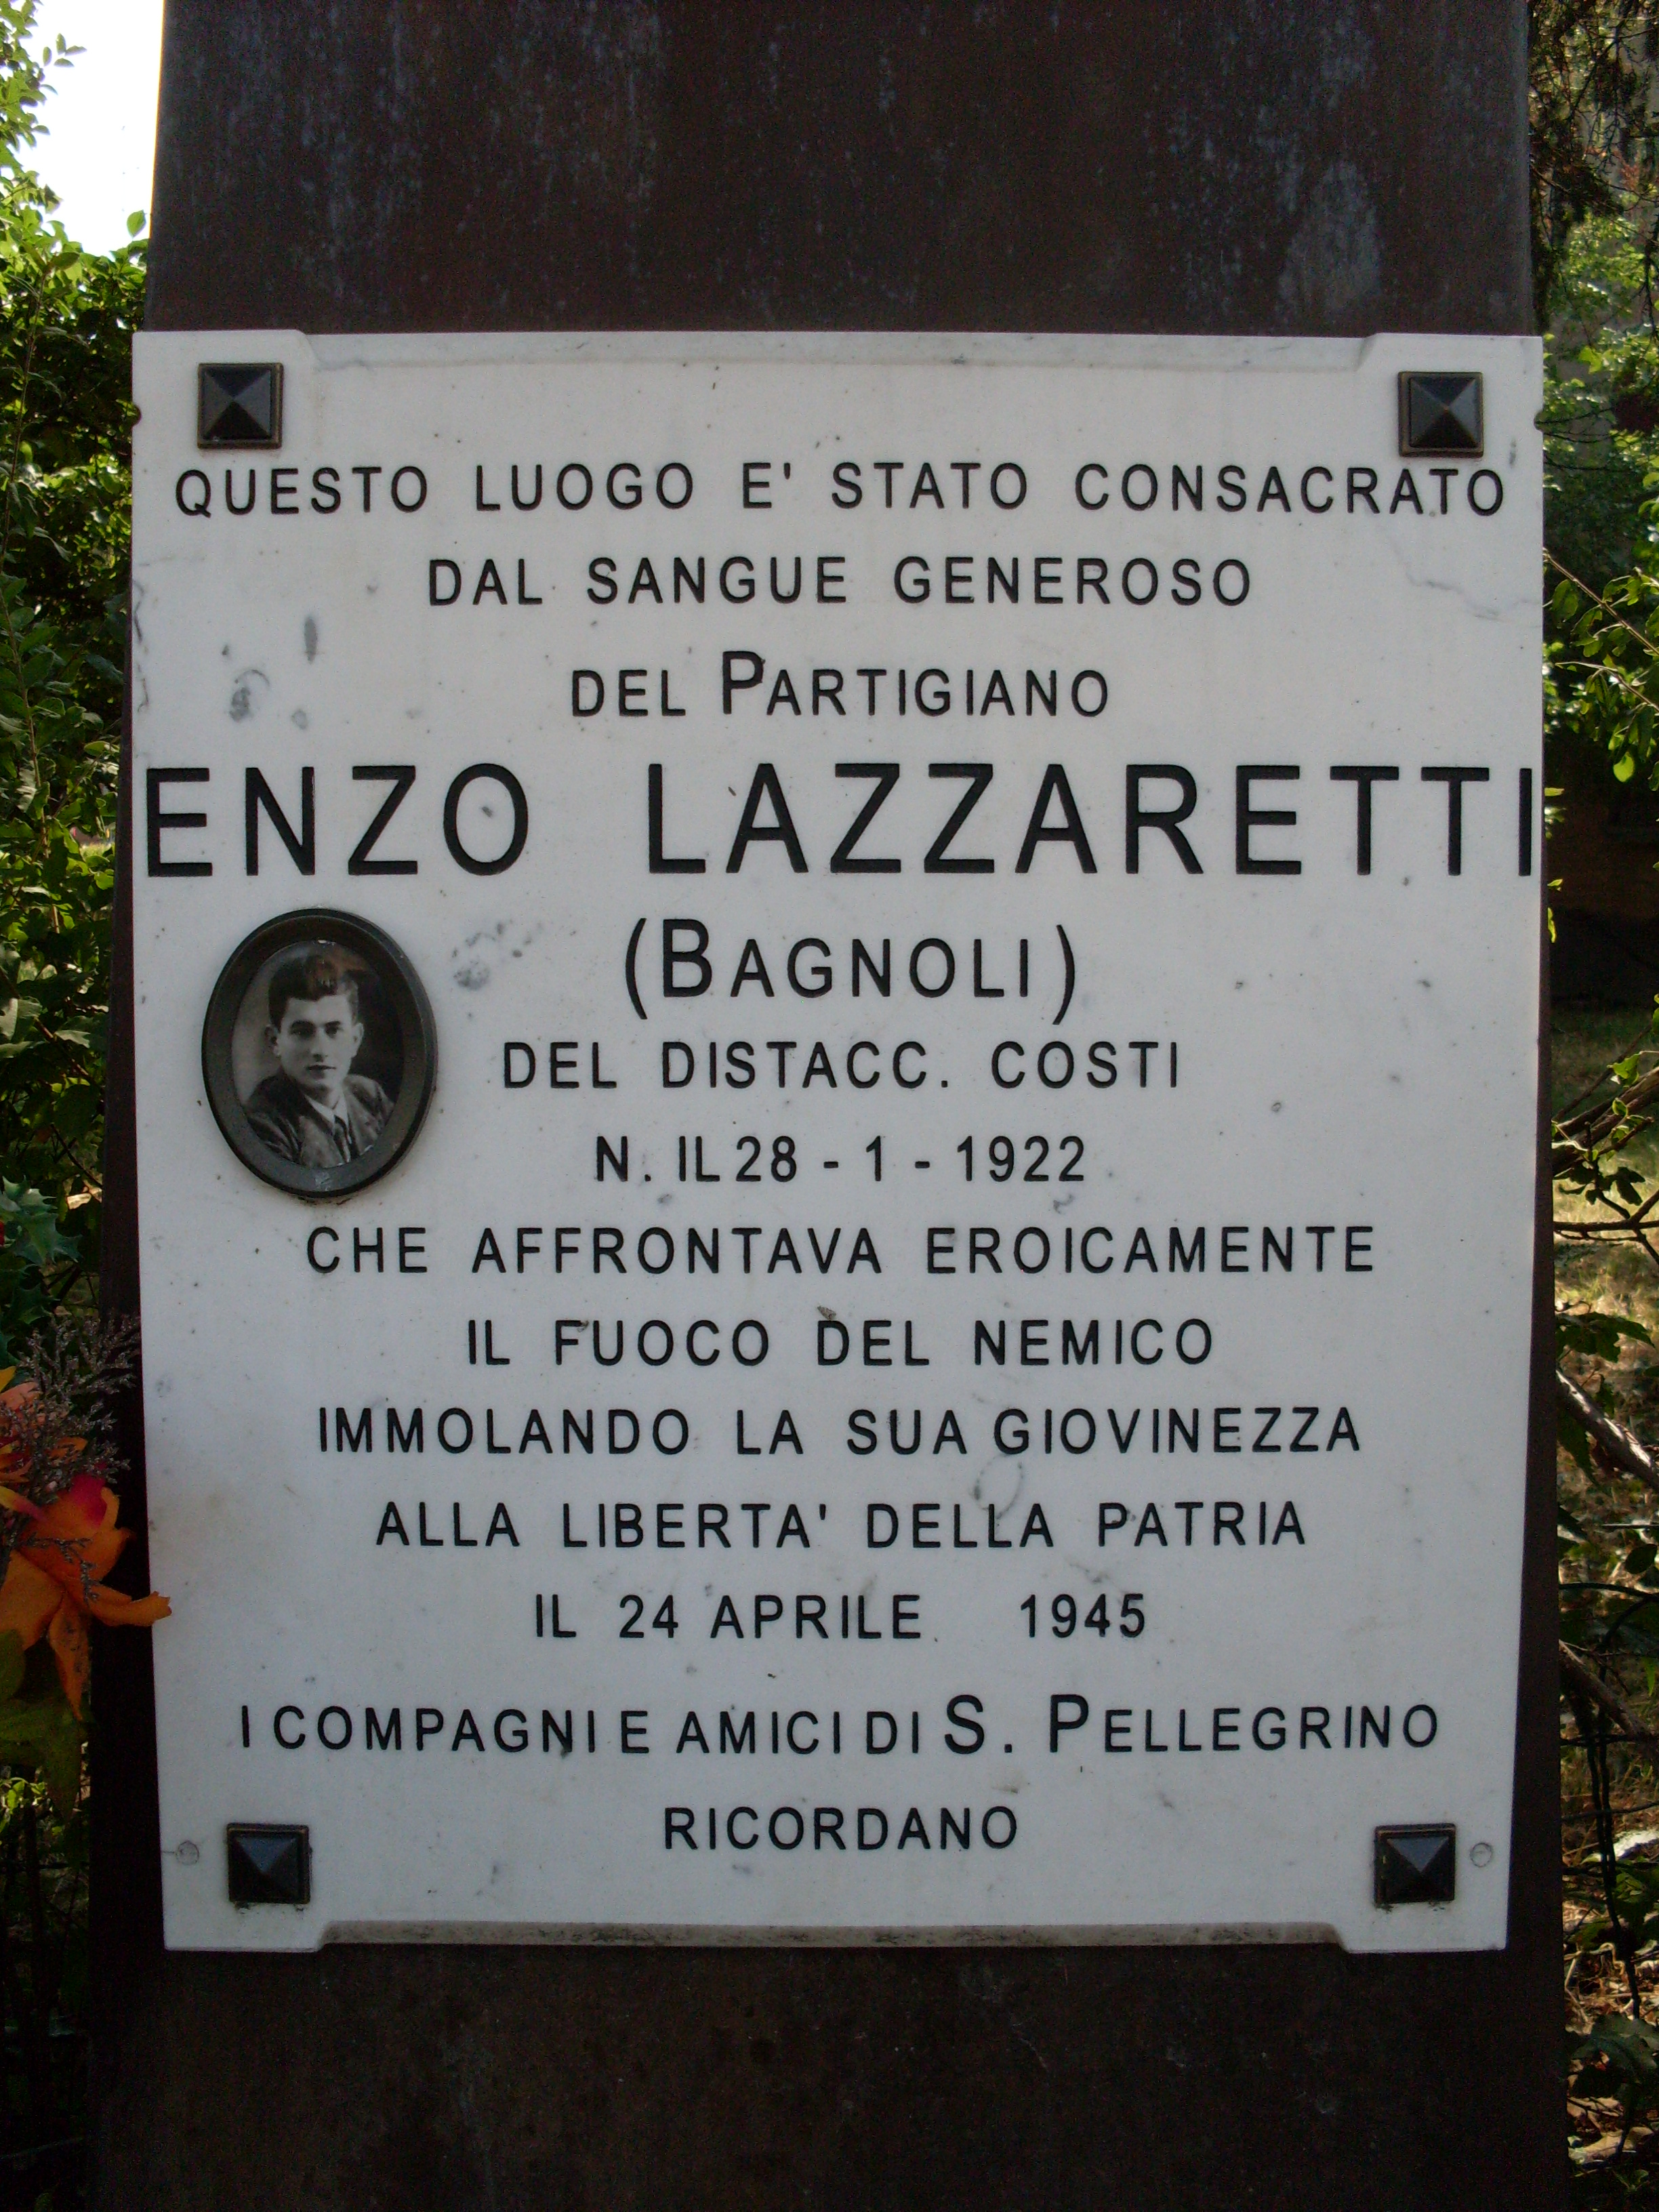 QUESTO LUOGO E' STATO CONSACRATO
DAL SANGUE GENEROSO
DEL PARTIGIANO
ENZO LAZZARETTI
(BAGNOLI)
DEL DISTACC. COSTI
N. IL 28 - 1 - 1922
CHE AFFRONTAVA EROICAMENTE
IL FUOCO DEL NEMICO
IMMOLANDO LA SUA GIOVINEZZA
ALLA LIBERTA' DELLA PATRIA
IL 24 APRILE 1945
I COMPAGNI E AMICI DI S. PELLEGRINO
RICORDANO